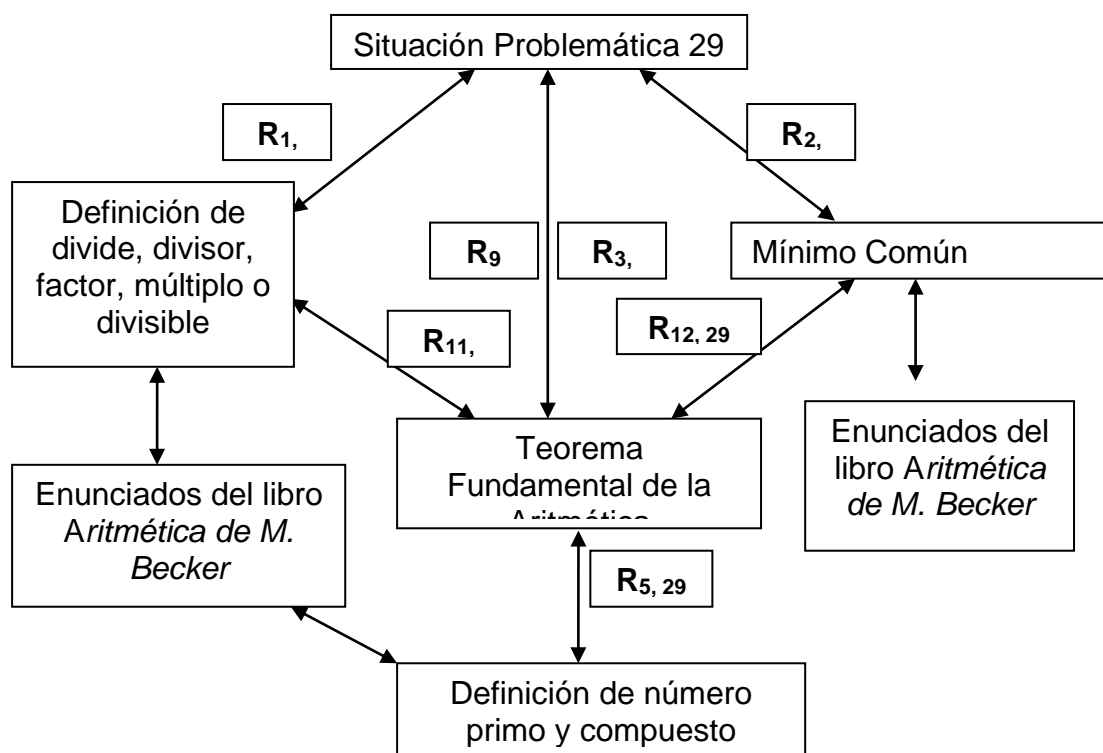 Situación Problemática 29
R1,
R2,
Definición de
divide, divisor,
factor, múltiplo o
divisible
R9
R3,
Mínimo Común
R11,
R12, 29
Teorema
Fundamental de la
Aritmética
Enunciados del
libro Aritmética
de M. Becker
Enunciados del libro
Aritmética de M.
Becker
R5, 29
Definición de número
primo y compuesto